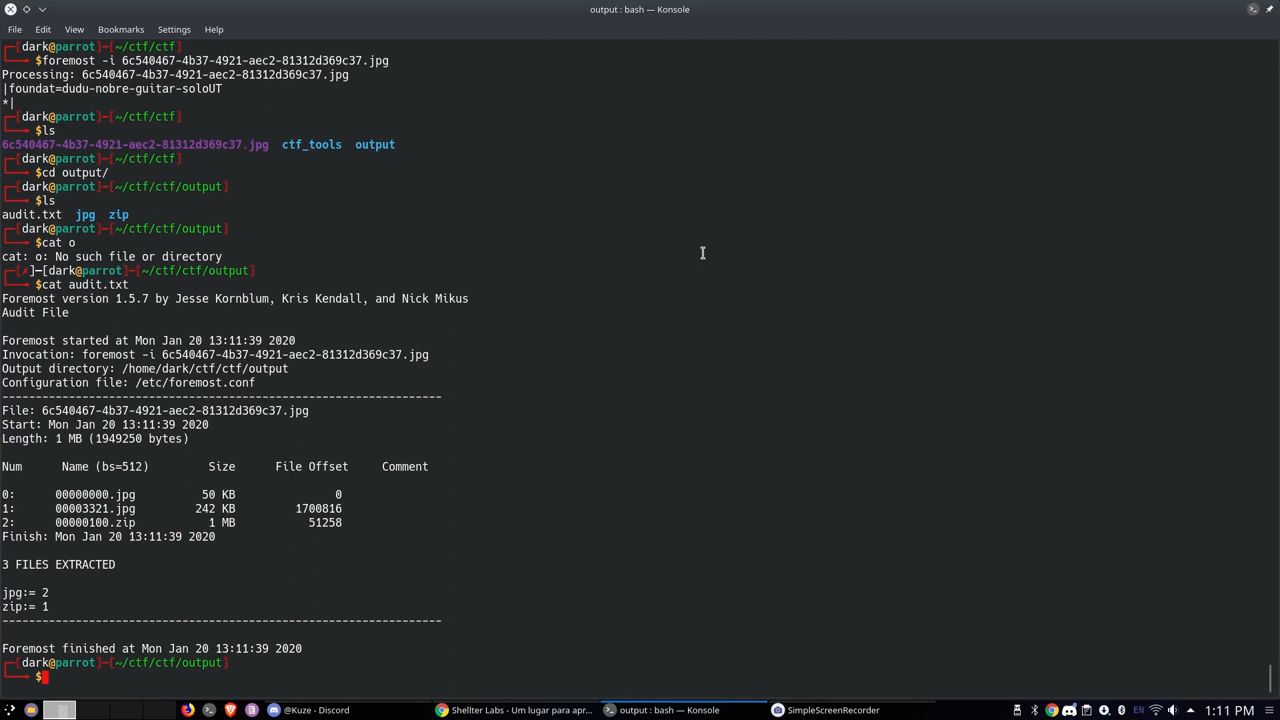 output : bash — Konsole
File Edit View Bookmarks Settings Help
┌─[dark@parrot]─[~/ctf/ctf]
└──╼ $foremost -i 6c540467-4b37-4921-aec2-81312d369c37.jpg
Processing: 6c540467-4b37-4921-aec2-81312d369c37.jpg
|foundat=dudu-nobre-guitar-soloUT
*|
┌─[dark@parrot]─[~/ctf/ctf]
└──╼ $ls
6c540467-4b37-4921-aec2-81312d369c37.jpg ctf_tools output
┌─[dark@parrot]─[~/ctf/ctf]
└──╼ $cd output/
┌─[dark@parrot]─[~/ctf/ctf/output]
└──╼ $ls
audit.txt jpg zip
┌─[dark@parrot]─[~/ctf/ctf/output]
└──╼ $cat o
cat: o: No such file or directory
┌─[✗]─[dark@parrot]─[~/ctf/ctf/output]
└──╼ $cat audit.txt
Foremost version 1.5.7 by Jesse Kornblum, Kris Kendall, and Nick Mikus
Audit File
Foremost started at Mon Jan 20 13:11:39 2020
Invocation: foremost -i 6c540467-4b37-4921-aec2-81312d369c37.jpg
Output directory: /home/dark/ctf/ctf/output
Configuration file: /etc/foremost.conf
------------------------------------------------------------------
File: 6c540467-4b37-4921-aec2-81312d369c37.jpg
Start: Mon Jan 20 13:11:39 2020
Length: 1 MB (1949250 bytes)
Num Name (bs=512) Size File Offset Comment
0: 00000000.jpg 50 KB 0
1: 00003321.jpg 242 KB 1700816
2: 00000100.zip 1 MB 51258
Finish: Mon Jan 20 13:11:39 2020
3 FILES EXTRACTED
jpg:= 2
zip:= 1
------------------------------------------------------------------
Foremost finished at Mon Jan 20 13:11:39 2020
┌─[dark@parrot]─[~/ctf/ctf/output]
└──╼ $
@Kuze - Discord Shellter Labs - Um lugar para apr... output : bash — Konsole SimpleScreenRecorder EN 1:11 PM